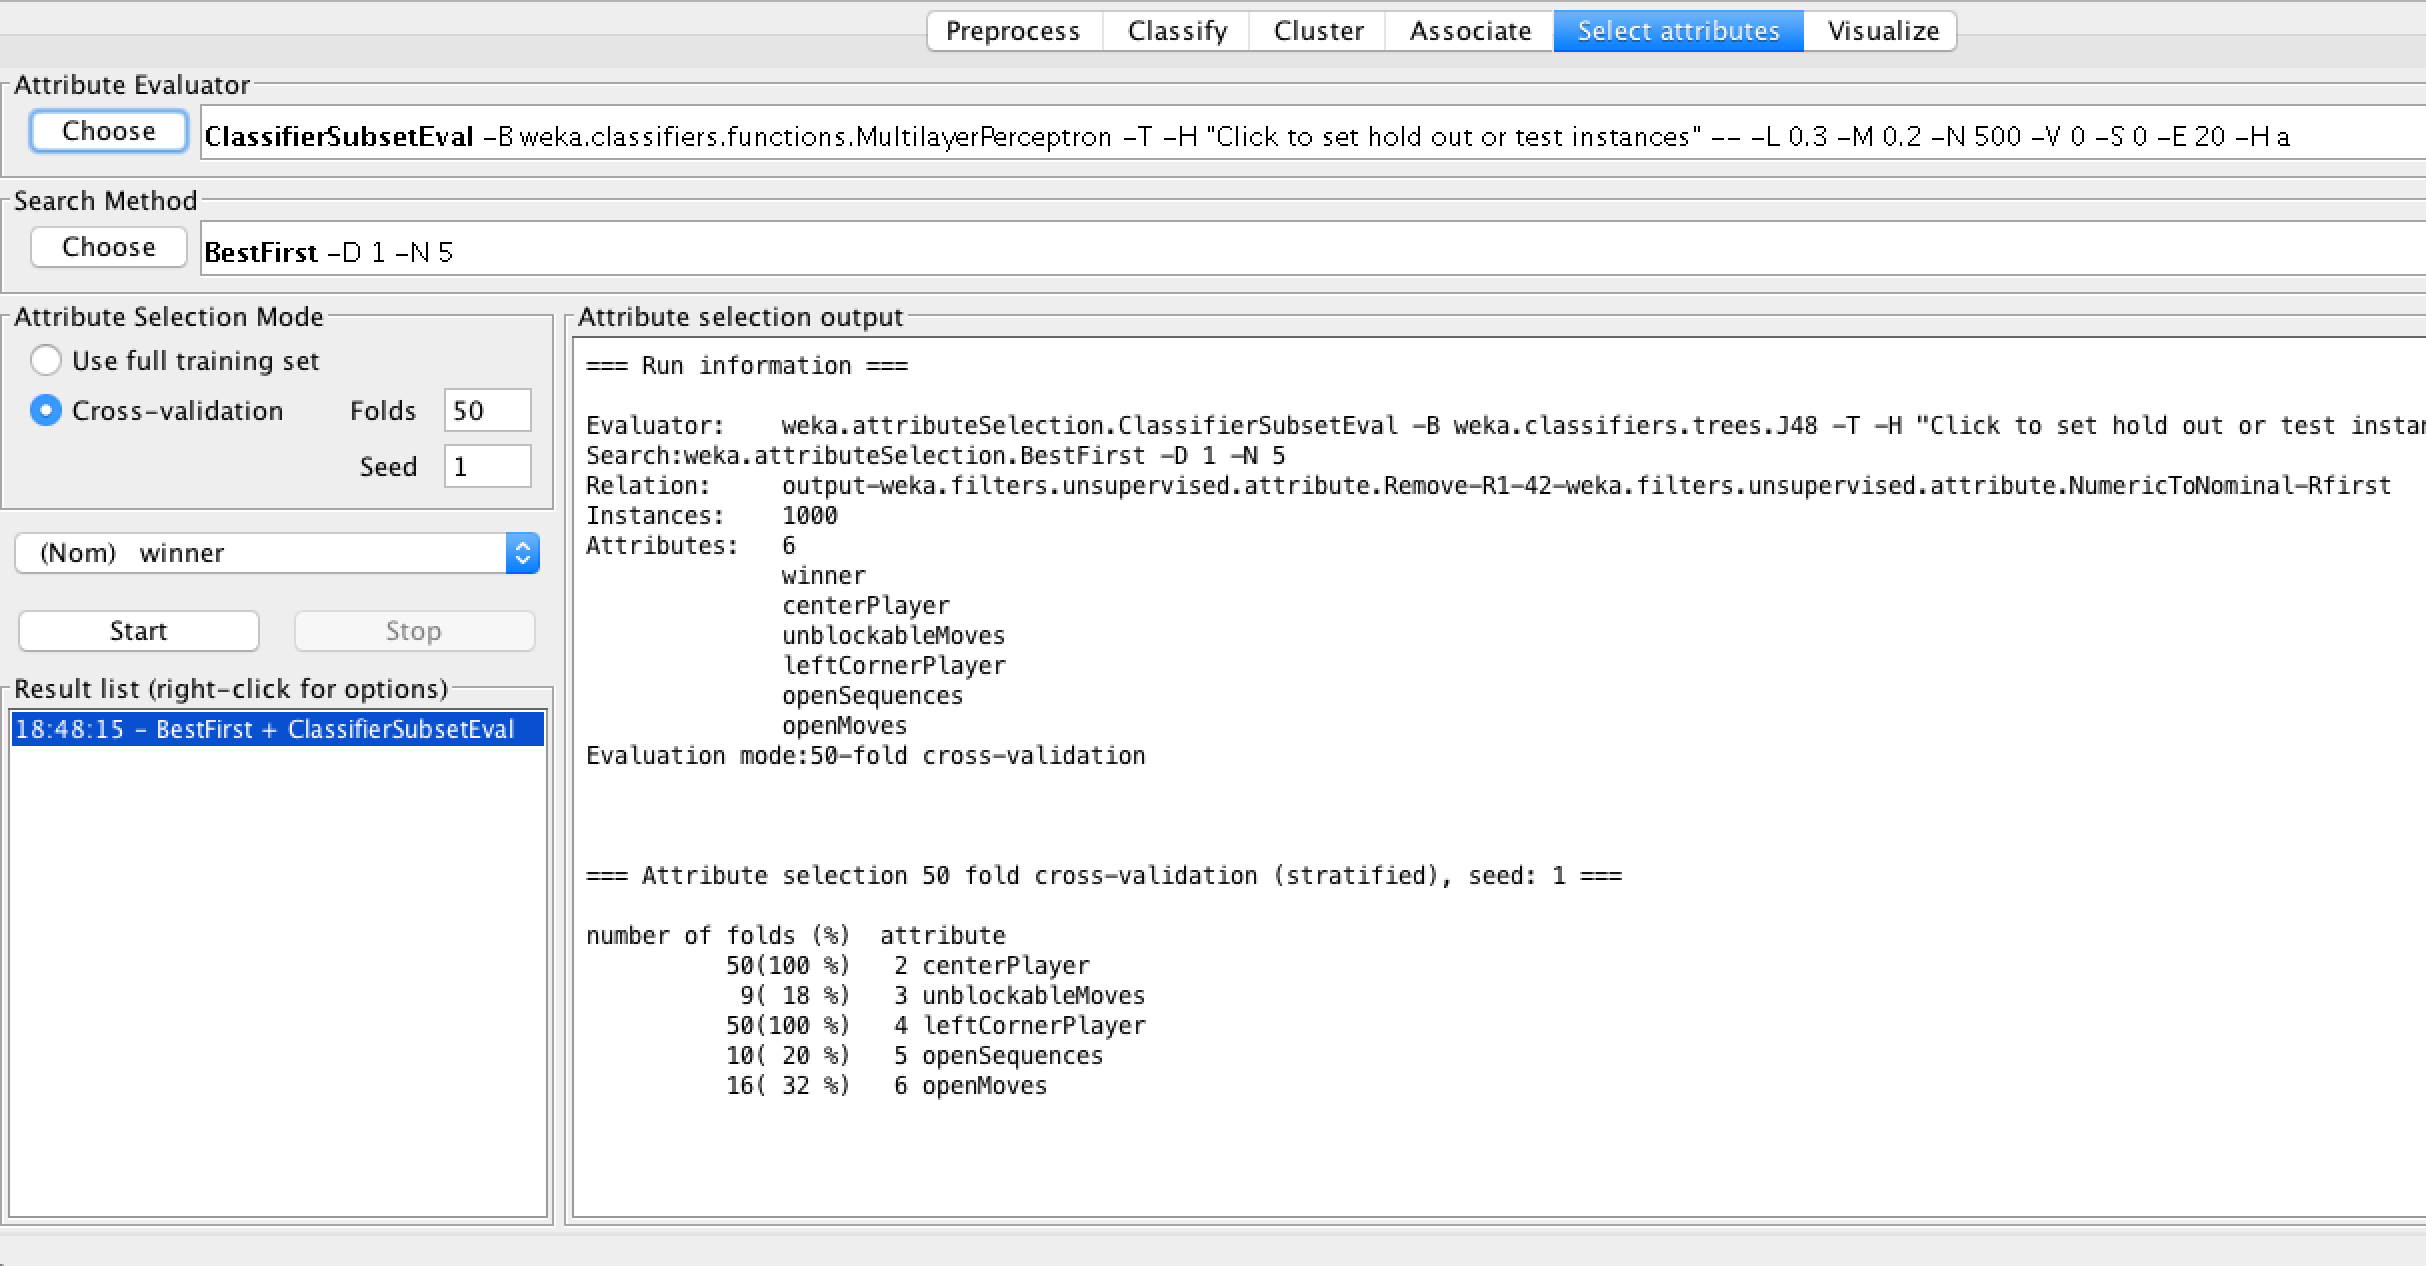 Preprocess Classify Cluster Associate Select attributes Visualize
Attribute Evaluator
Choose ClassifierSubsetEval -B weka.classifiers.functions.MultilayerPerceptron -T -H "Click to set hold out or test instances" -- -L 0.3 -M 0.2 -N 500 -V 0 -S 0 -E 20 -H a
Search Method
Choose BestFirst -D 1 -N 5
Attribute Selection Mode
Use full training set
Cross-validation Folds 50
Seed 1
(Nom) winner
Start Stop
Result list (right-click for options)
18:48:15 - BestFirst + ClassifierSubsetEval
Attribute selection output
=== Run information ===
Evaluator: weka.attributeSelection.ClassifierSubsetEval -B weka.classifiers.trees.J48 -T -H "Click to set hold out or test
Search:weka.attributeSelection.BestFirst -D 1 -N 5
Relation: output-weka.filters.unsupervised.attribute.Remove-R1-42-weka.filters.unsupervised.attribute.NumericToNominal-Rfirst
Instances: 1000
Attributes: 6
winner
centerPlayer
unblockableMoves
leftCornerPlayer
openSequences
openMoves
Evaluation mode:50-fold cross-validation
=== Attribute selection 50 fold cross-validation (stratified), seed: 1 ===
number of folds (%) attribute
50(100 %) 2 centerPlayer
9( 18 %) 3 unblockableMoves
50(100 %) 4 leftCornerPlayer
10( 20 %) 5 openSequences
16( 32 %) 6 openMoves